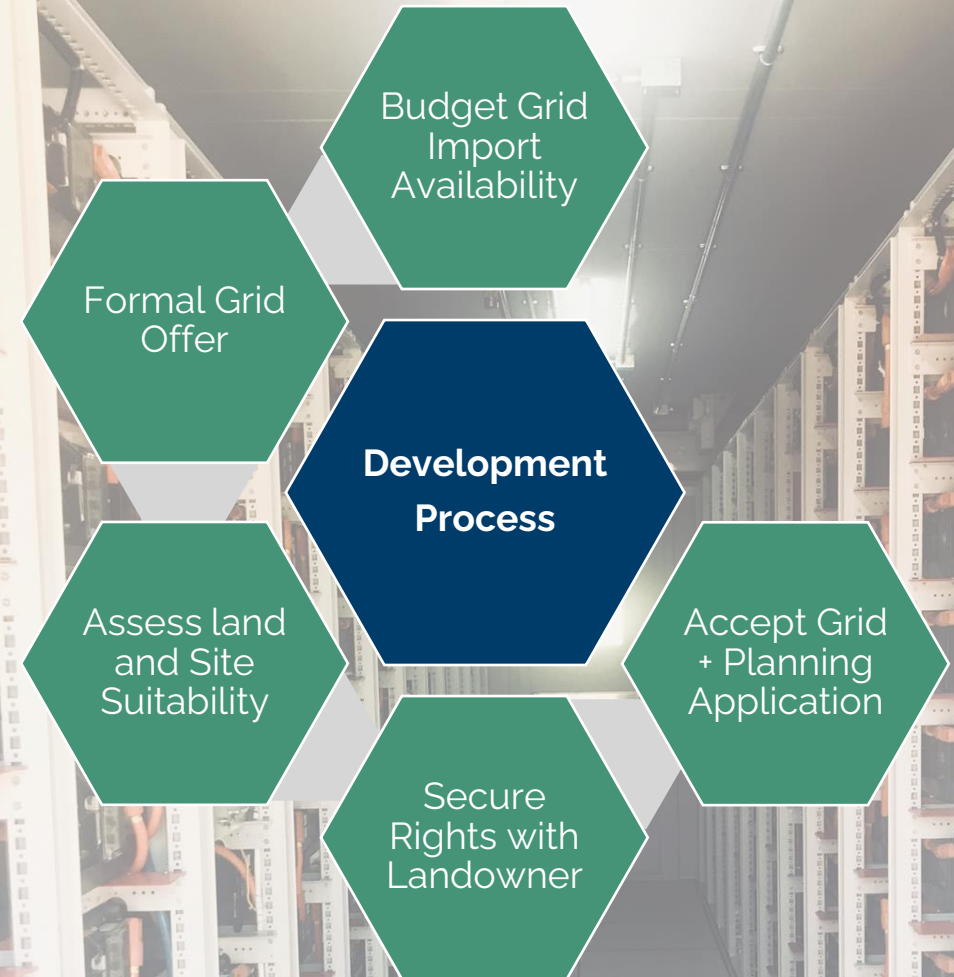 Budget Grid
Import
Availability
Formal Grid
Offer
Development
Process
Assess land
and Site
Suitability
Accept Grid
+ Planning
Application
Secure
Rights with
Landowner